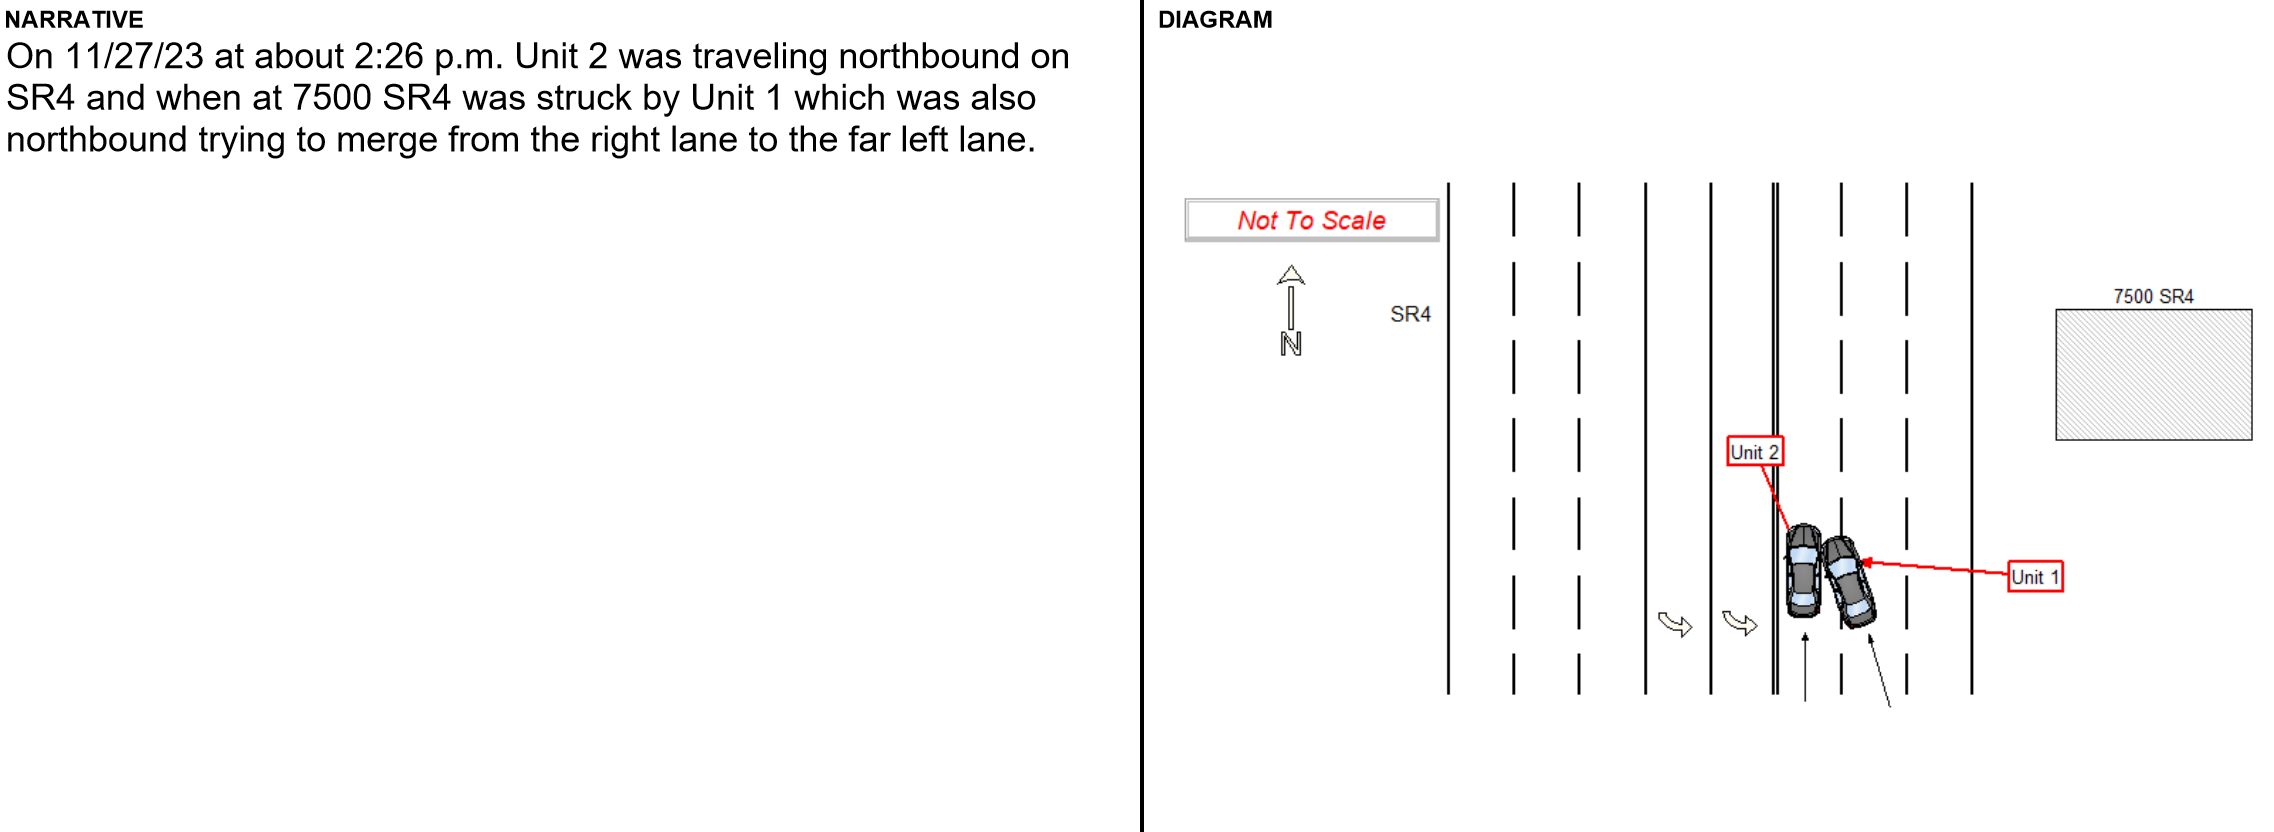 NARRATIVE
On 11/27/23 at about 2:26 p.m. Unit 2 was traveling northbound on
SR4 and when at 7500 SR4 was struck by Unit 1 which was also
northbound trying to merge from the right lane to the far left lane.
DIAGRAM
Not To Scale
N
SR4
7500 SR4
Unit 2
Unit 1